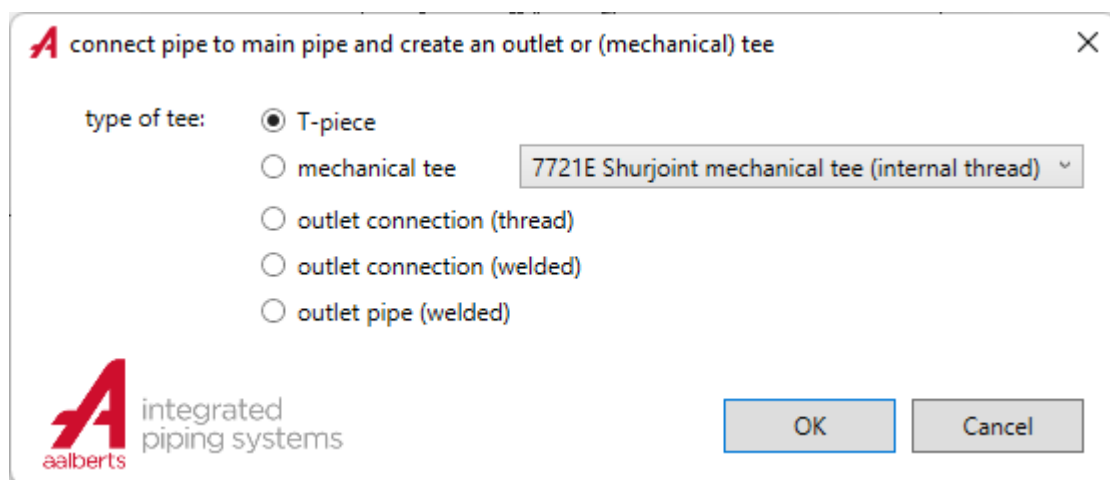 connect pipe to main pipe and create an outlet or (mechanical) tee
type of tee:
T-piece
mechanical tee
7721E Shurjoint mechanical tee (internal thread)
outlet connection (thread)
outlet connection (welded)
outlet pipe (welded)
aalberts
integrated
piping systems
OK
Cancel